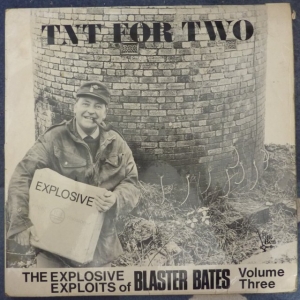 TNT FOR TWO
EXPLOSIVE
THE EXPLOSIVE
EXPLOITS of BLASTER BATES Volume
Three